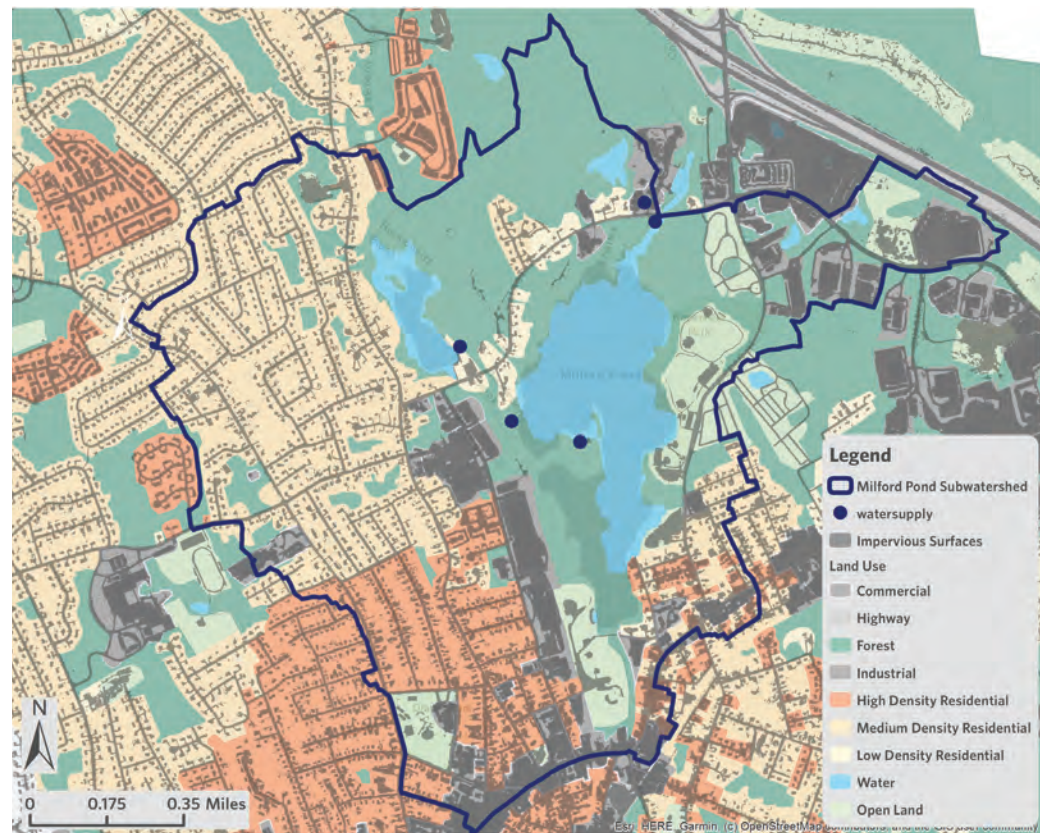 Milford Pond
Legend
Milford Pond Subwatershed
watersupply
Impervious Surfaces
Land Use
Commercial
Highway
Forest
Industrial
High Density Residential
Medium Density Residential
Low Density Residential
Water
Open Land
N
0 0.175 0.35 Miles
Esri, HERE, Garmin, (c) OpenStreetMap contributors, and the GIS user community